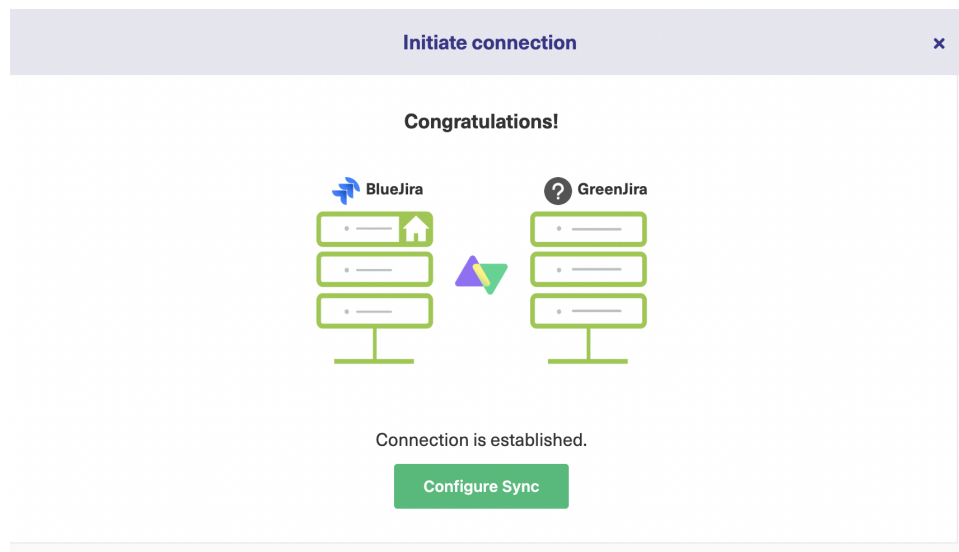 Initiate connection
Congratulations!
BlueJira
GreenJira
Connection is established.
Configure Sync